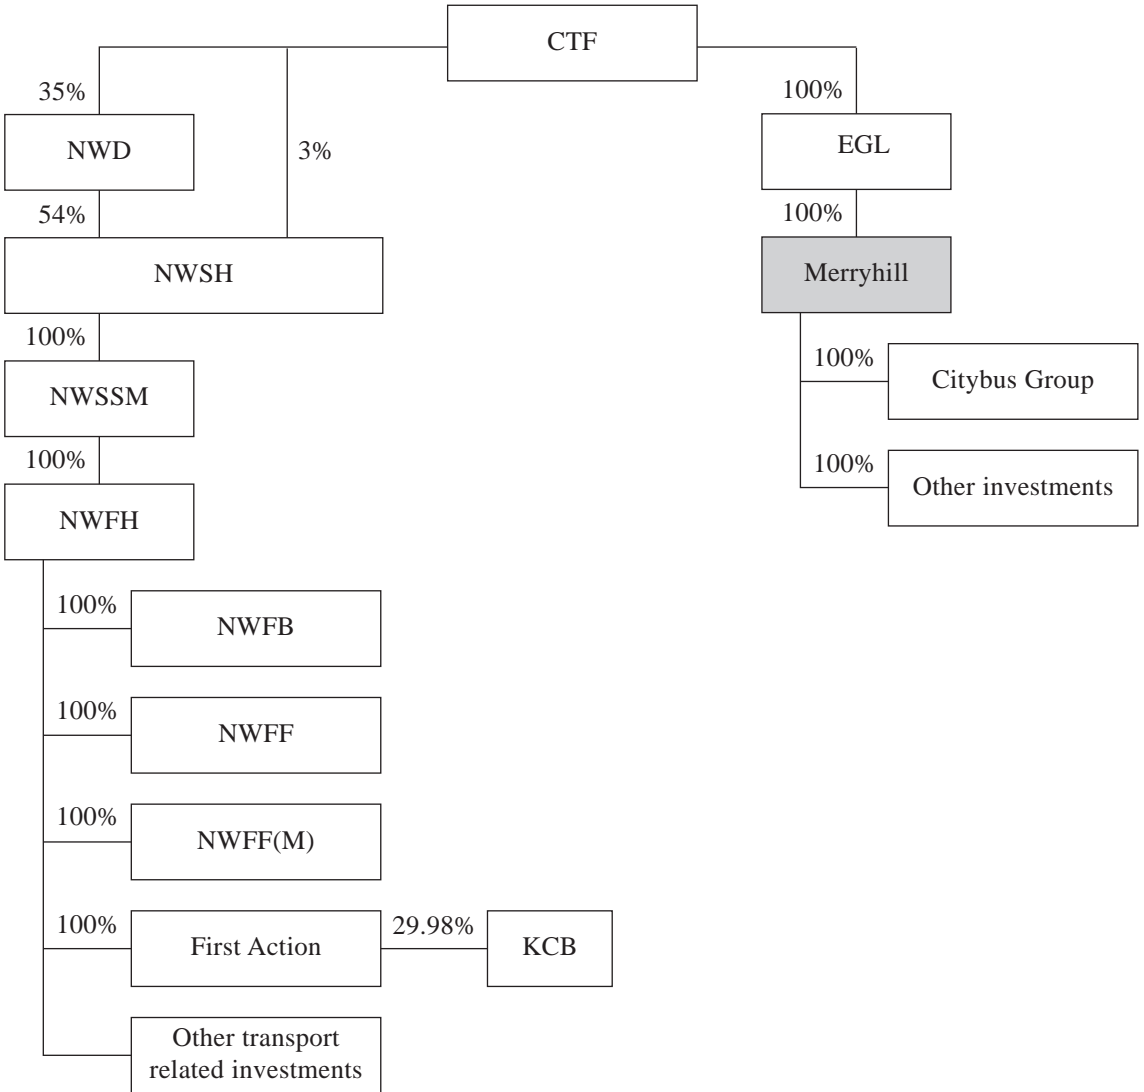 CTF
35%
100%
NWD
3%
EGL
54%
100%
NWSH
Merryhill
100%
100%
NWSSM
Citybus Group
100%
100%
NWFH
Other investments
100%
NWFB
100%
NWFF
100%
NWFF(M)
100%
29.98%
First Action
KCB
Other transport
related investments